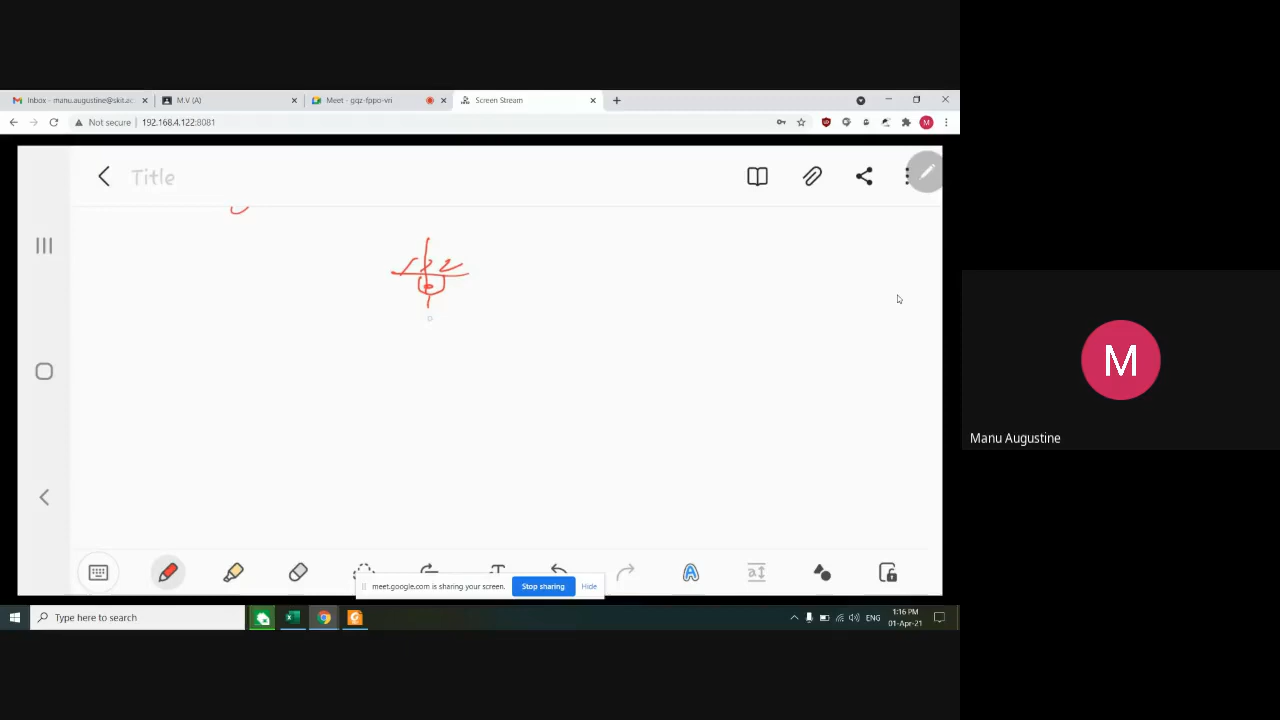 Inbox - manu.augustine@skit.ac.
M.V (A)
Meet - gqz-fppo-vri
Screen Stream
Not secure | 192.168.4.122:8081
M
Title
M
Manu Augustine
T
A
meet.google.com is sharing your screen.
Stop sharing
Hide
Type here to search
ENG
1:16 PM
01-Apr-21